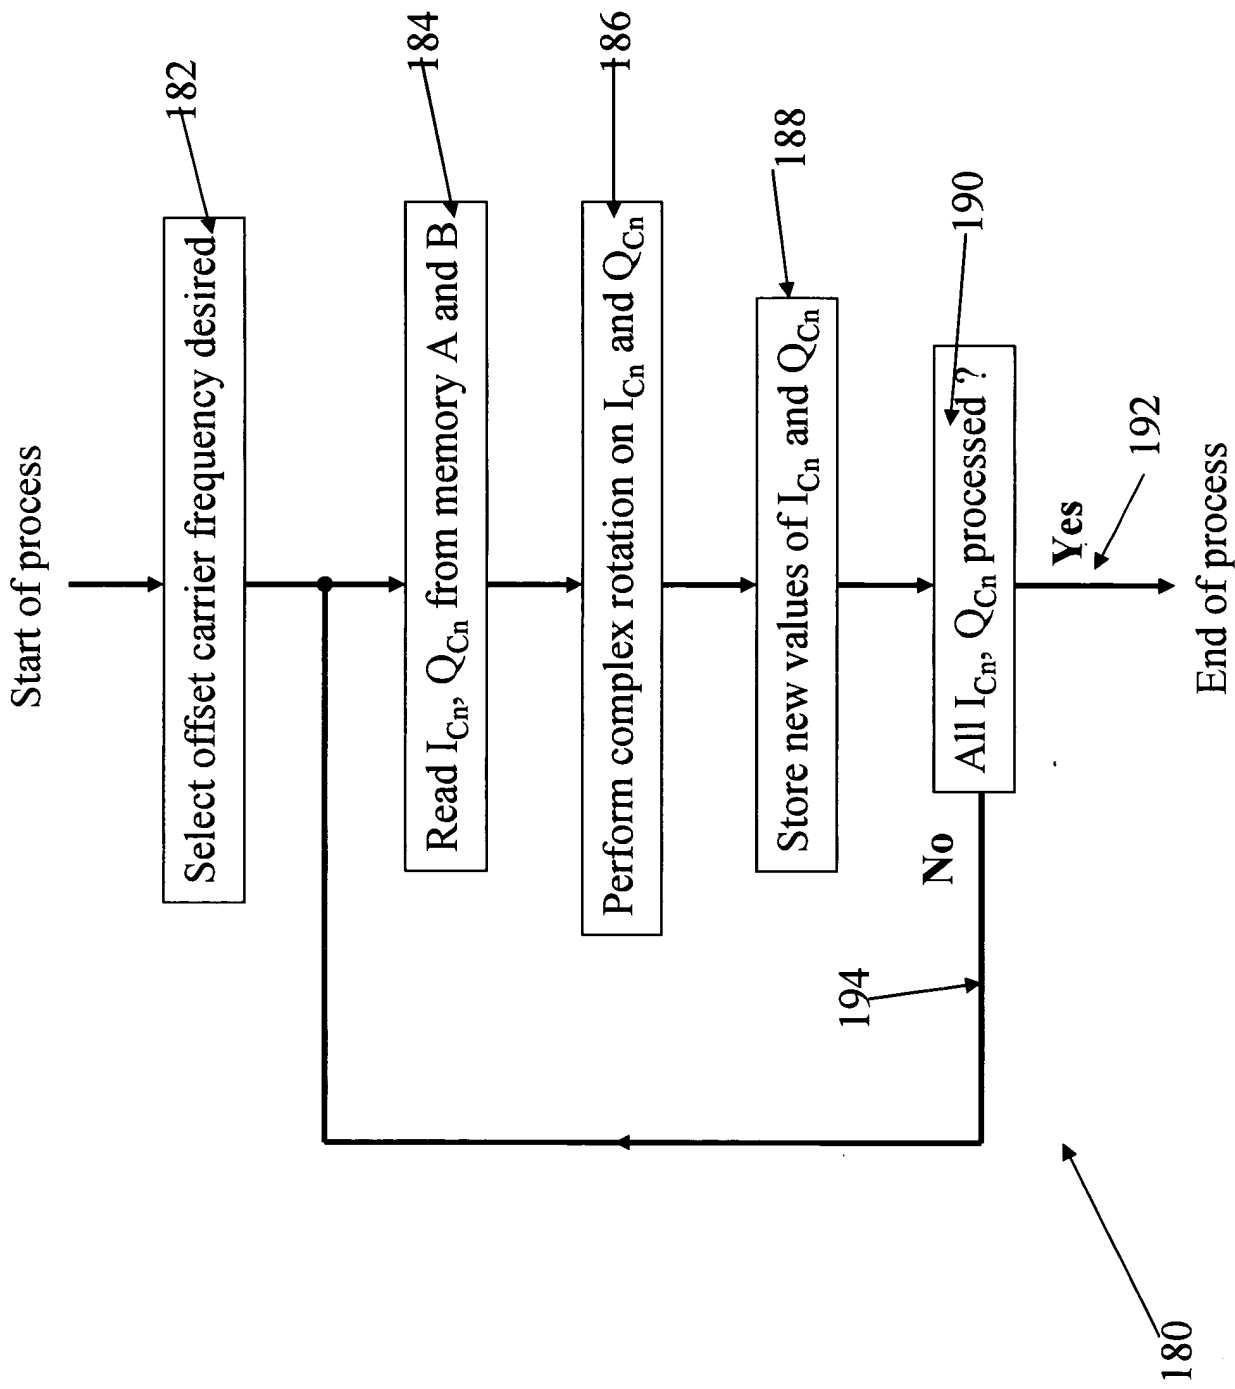 Start of process
182
Select offset carrier frequency desired
184
Read I_Cn, Q_Cn from memory A and B
186
Perform complex rotation on I_Cn and Q_Cn
188
Store new values of I_Cn and Q_Cn
190
All I_Cn, Q_Cn processed ?
No
Yes
192
194
End of process
180